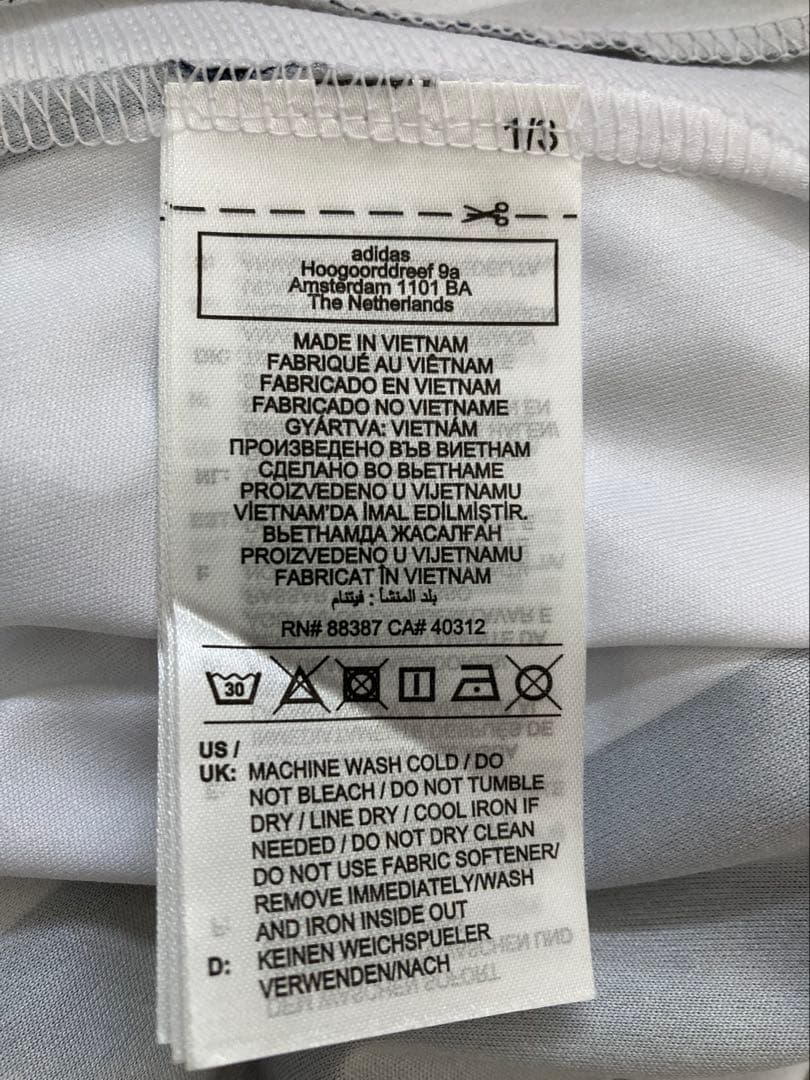 1/3
adidas
Hoogoorddreef 9a
Amsterdam 1101 BA
The Netherlands
MADE IN VIETNAM
FABRIQUÉ AU VIÊTNAM
FABRICADO EN VIETNAM
FABRICADO NO VIETNAME
GYÁRTVA: VIETNÁM
ПРОИЗВЕДЕНО ВЪВ ВИЕТНАМ
СДЕЛАНО ВО ВЬЕТНАМЕ
PROIZVEDENO U VIJETNAMU
VİETNAM'DA İMAL EDİLMİŞTİR.
ВЬЕТНАМДА ЖАСАЛҒАН
PROIZVEDENO U VIJETNAMU
FABRICAT ÎN VIETNAM
بلد المنشأ : فيتنام
RN# 88387 CA# 40312
30
US /
UK: MACHINE WASH COLD / DO
NOT BLEACH / DO NOT TUMBLE
DRY / LINE DRY / COOL IRON IF
NEEDED / DO NOT DRY CLEAN
DO NOT USE FABRIC SOFTENER/
REMOVE IMMEDIATELY/WASH
AND IRON INSIDE OUT
D: KEINEN WEICHSPUELER
VERWENDEN/NACH